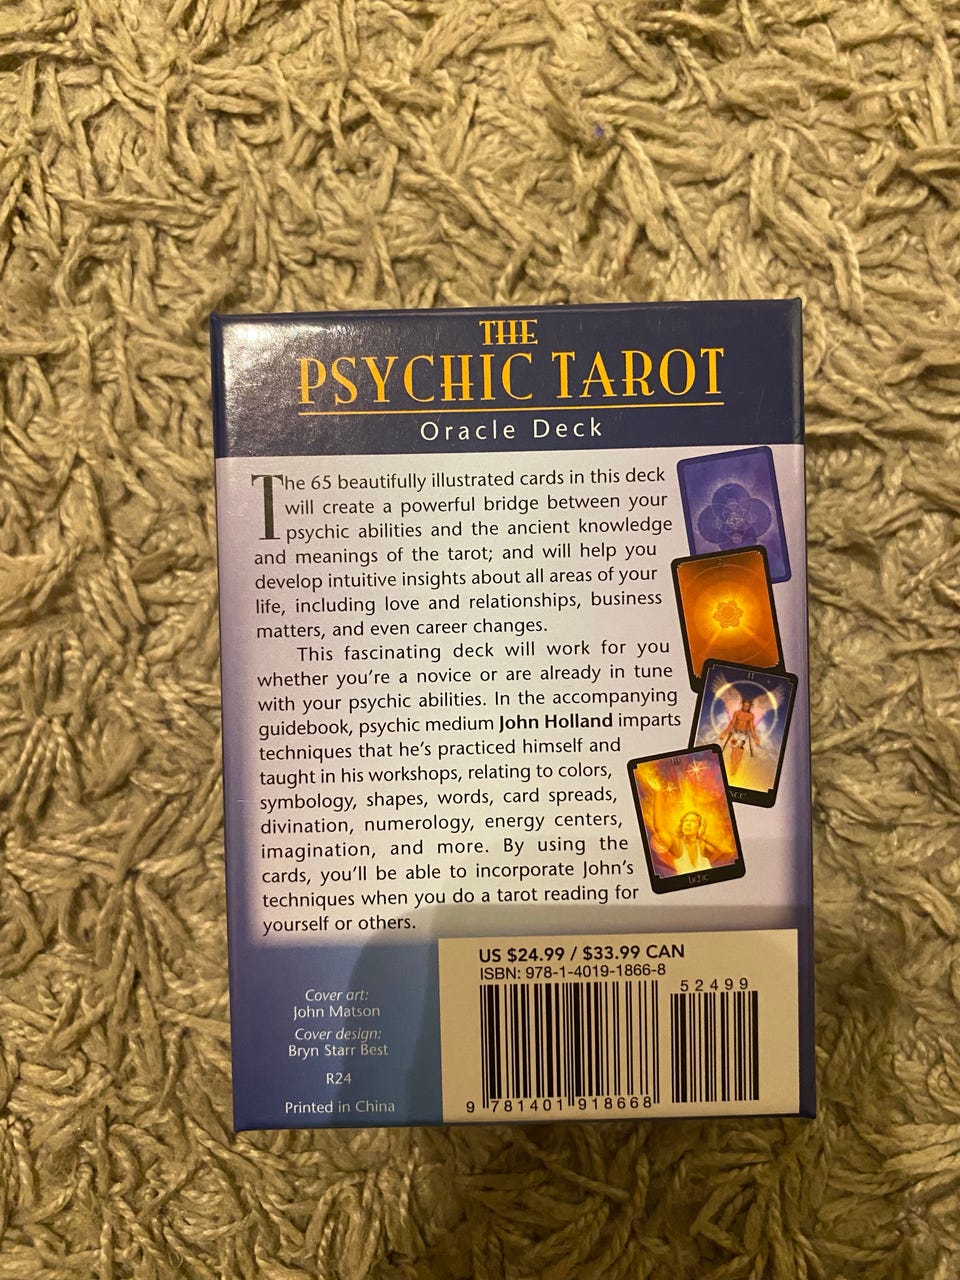 THE
PSYCHIC TAROT
Oracle Deck
The 65 beautifully illustrated cards in this deck
will create a powerful bridge between your
psychic abilities and the ancient knowledge
and meanings of the tarot; and will help you
develop intuitive insights about all areas of your
life, including love and relationships, business
matters, and even career changes.
This fascinating deck will work for you
whether you're a novice or are already in tune
with your psychic abilities. In the accompanying
guidebook, psychic medium John Holland imparts
techniques that he's practiced himself and
taught in his workshops, relating to colors,
symbology, shapes, words, card spreads,
divination, numerology, energy centers,
imagination, and more. By using the
cards, you'll be able to incorporate John's
techniques when you do a tarot reading for
yourself or others.
Cover art:
John Matson
Cover design:
Bryn Starr Best
R24
Printed in China
US $24.99 / $33.99 CAN
ISBN: 978-1-4019-1866-8
52499
9 781401 918668